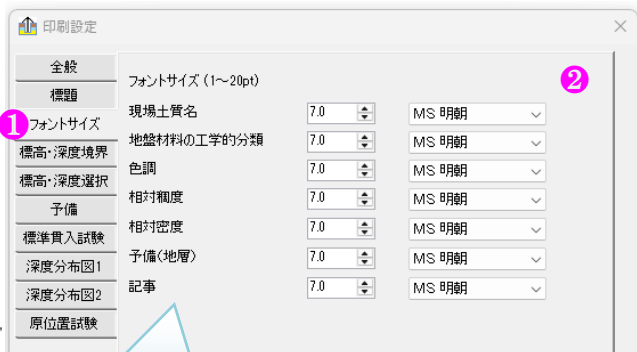 印刷設定
全般
標題
1
フォントサイズ
標高・深度境界
標高・深度選択
予備
標準貫入試験
深度分布図1
深度分布図2
原位置試験
フォントサイズ (1～20pt)
2
現場土質名 7.0 MS 明朝
地盤材料の工学的分類 7.0 MS 明朝
色調 7.0 MS 明朝
相対稠度 7.0 MS 明朝
相対密度 7.0 MS 明朝
予備(地層) 7.0 MS 明朝
記事 7.0 MS 明朝